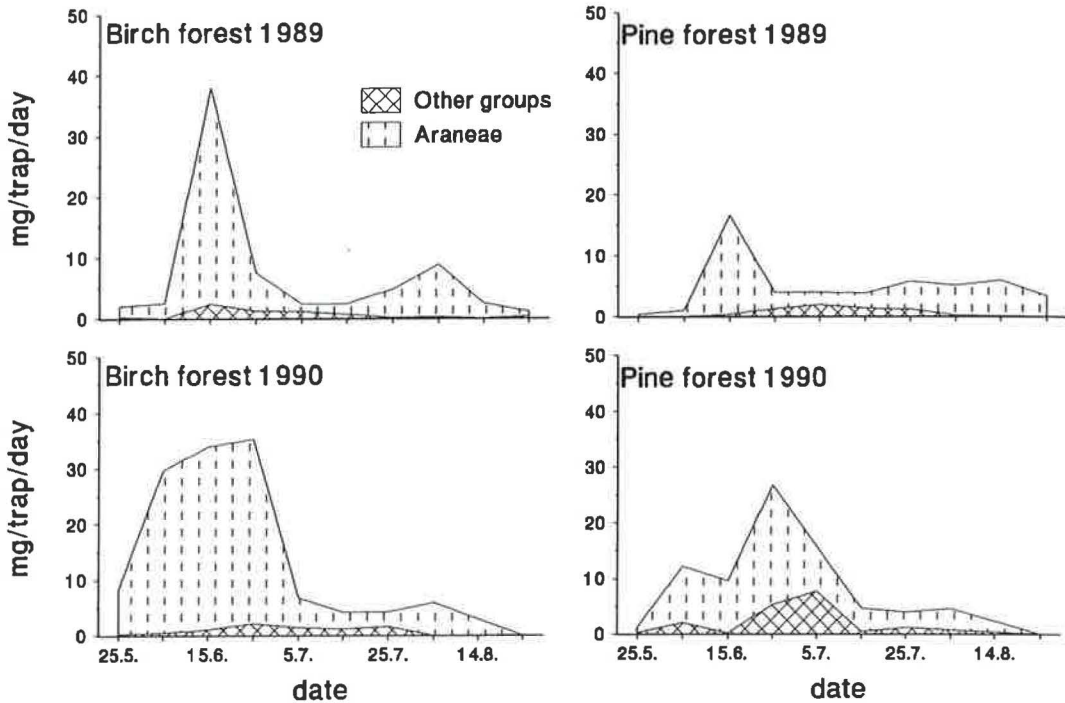 Birch forest 1989
50
40
30
20
10
0
mg/trap/day
Other groups
Araneae
Pine forest 1989
50
40
30
20
10
0
mg/trap/day
Birch forest 1990
50
40
30
20
10
0
mg/trap/day
25.5. 15.6. 5.7. 25.7. 14.8.
date
Pine forest 1990
50
40
30
20
10
0
25.5. 15.6. 5.7. 25.7. 14.8.
date